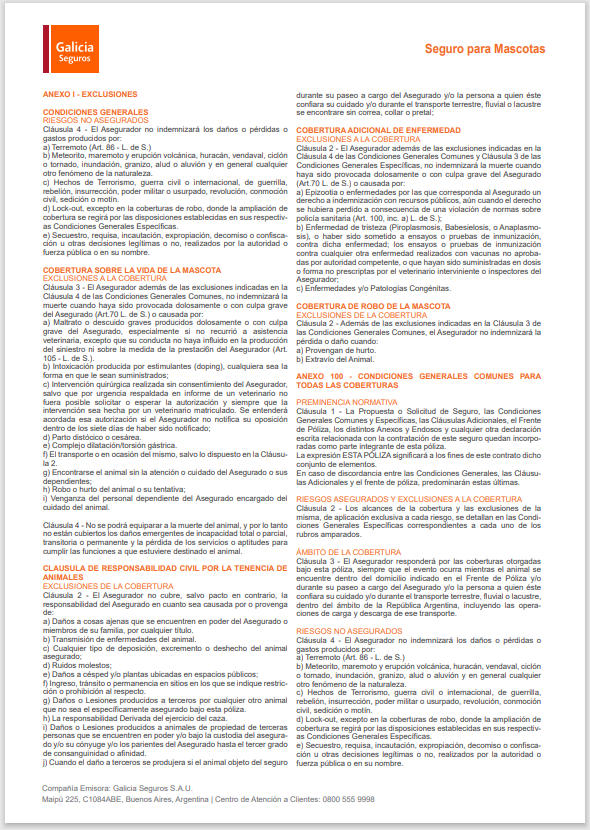 Galicia
Seguros
Seguro para Mascotas
ANEXO I - EXCLUSIONES
CONDICIONES GENERALES
RIESGOS NO ASEGURADOS
Cláusula 4 - El Asegurador no indemnizará los daños o pérdidas o
gastos producidos por:
a) Terremoto (Art. 86 - L. de S.)
b) Meteorito, maremoto y erupción volcánica, huracán, vendaval, ciclón
o tornado, inundación, granizo, alud o aluvión y en general cualquier
otro fenómeno de la naturaleza.
c) Hechos de Terrorismo, guerra civil o internacional, de guerrilla,
rebelión, insurrección, poder militar o usurpado, revolución, conmoción
civil, sedición o motín.
d) Lock-out, excepto en la coberturas de robo, donde la ampliación de
cobertura se regirá por las disposiciones establecidas en sus respectiv-
as Condiciones Generales Específicas.
e) Secuestro, requisa, incautación, expropiación, decomiso o confisca-
ción u otras decisiones legítimas o no, realizados por la autoridad o
fuerza pública o en su nombre.
COBERTURA SOBRE LA VIDA DE LA MASCOTA
EXCLUSIONES A LA COBERTURA
Cláusula 3 - El Asegurador además de las exclusiones indicadas en la
Cláusula 4 de las Condiciones Generales Comunes, no indemnizará la
muerte cuando haya sido provocada dolosamente o con culpa grave
del Asegurado (Art.70 L. de S.) o causada por:
a) Maltrato o descuido graves producidos dolosamente o con culpa
grave del Asegurado, especialmente si no recurrió a asistencia
veterinaria, excepto que su conducta no haya influido en la producción
del siniestro ni sobre la medida de la prestación del Asegurador (Art.
105 - L. de S.).
b) Intoxicación producida por estimulantes (doping), cualquiera sea la
forma en que le sean suministrados;
c) Intervención quirúrgica realizada sin consentimiento del Asegurador,
salvo que por urgencia respaldada en informe de un veterinario no
fuera posible solicitar o esperar la autorización y siempre que la
intervención sea hecha por un veterinario matriculado. Se entenderá
acordada esa autorización si el Asegurador no notifica su oposición
dentro de los siete días de haber sido notificado;
d) Parto distócico o cesárea.
e) Complejo dilatación/torsión gástrica.
f) El transporte o en ocasión del mismo, salvo lo dispuesto en la Cláusu-
la 2.
g) Encontrarse el animal sin la atención o cuidado del Asegurado o sus
dependientes;
h) Robo o hurto del animal o su tentativa;
i) Venganza del personal dependiente del Asegurado encargado del
cuidado del animal.
Cláusula 4 - No se podrá equiparar a la muerte del animal, y por lo tanto
no están cubiertos los daños emergentes de incapacidad total o parcial,
transitoria o permanente y la pérdida de los servicios o aptitudes para
cumplir las funciones a que estuviere destinado el animal.
CLAUSULA DE RESPONSABILIDAD CIVIL POR LA TENENCIA DE
ANIMALES
EXCLUSIONES DE LA COBERTURA
Cláusula 2 - El Asegurado no cubre, salvo pacto en contrario, la
responsabilidad del Asegurado en cuanto sea causada por o provenga
de:
a) Daños a cosas ajenas que se encuentren en poder del Asegurado o
miembros de su familia, por cualquier título.
b) Transmisión de enfermedades del animal.
c) Cualquier tipo de deposición, excremento o deshecho del animal
asegurado;
d) Ruidos molestos;
e) Daños a césped y/o plantas ubicadas en espacios públicos;
f) Ingreso, tránsito o permanencia en sitios en los que se indique restric-
ción o prohibición al respecto.
g) Daños o Lesiones producidos a terceros por cualquier otro animal
que no sea el específicamente asegurado bajo esta póliza.
h) La responsabilidad Derivada del ejercicio del caza.
i) Daños o Lesiones producidos a animales de propiedad de terceras
personas que se encuentren en poder y/o bajo la custodia del asegura-
do y/o su cónyuge y/o los parientes del Asegurado hasta el tercer grado
de consanguinidad o afinidad.
j) Cuando el daño a terceros se produjera si el animal objeto del seguro
durante su paseo a cargo del Asegurado y/o la persona a quien éste
confiara su cuidado y/o durante el transporte terrestre, fluvial o lacustre
se encontrare sin correa, collar o pretal;
COBERTURA ADICIONAL DE ENFERMEDAD
EXCLUSIONES A LA COBERTURA
Cláusula 2 - El Asegurador además de las exclusiones indicadas en la
Cláusula 4 de las Condiciones Generales Comunes y Cláusula 3 de las
Condiciones Generales Específicas, no indemnizará la muerte cuando
haya sido provocada dolosamente o con culpa grave del Asegurado
(Art.70 L. de S.) o causada por:
a) Epizootia o enfermedades por las que corresponda al Asegurado un
derecho a indemnización con recursos públicos, aún cuando el derecho
se hubiera perdido a consecuencia de una violación de normas sobre
policía sanitaria (Art. 100, inc. a) L. de S.);
b) Enfermedad de tristeza (Piroplasmosis, Babesiolosis, o Anaplasmo-
sis), o haber sido sometido a ensayos o pruebas de inmunización,
contra dicha enfermedad; los ensayos o pruebas de inmunización
contra cualquier otra enfermedad realizados con vacunas no aproba-
das por autoridad competente, o que hayan sido suministradas en dosis
o forma no prescriptas por el veterinario interviniente o inspectores del
Asegurador;
c) Enfermedades y/o Patologías Congénitas.
COBERTURA DE ROBO DE LA MASCOTA
EXCLUSIONES DE LA COBERTURA
Cláusula 2 - Además de las exclusiones indicadas en la Cláusula 3 de
las Condiciones Generales Comunes, el Asegurador no indemnizará la
pérdida o daño cuando:
a) Provengan de hurto.
b) Extravío del Animal.
ANEXO 100 - CONDICIONES GENERALES COMUNES PARA
TODAS LAS COBERTURAS
PREMINENCIA NORMATIVA
Cláusula 1 - La Propuesta o Solicitud de Seguro, las Condiciones
Generales Comunes y Específicas, las Cláusulas Adicionales, el Frente
de Póliza, los distintos Anexos y Endosos y cualquier otra declaración
escrita relacionada con la contratación de este seguro quedan incorpo-
radas como parte integrante de esta póliza.
La expresión ESTA PÓLIZA significará a los fines de este contrato dicho
conjunto de elementos.
En caso de discordancia entre las Condiciones Generales, las Cláusu-
las Adicionales y el frente de póliza, predominarán estas últimas.
RIESGOS ASEGURADOS Y EXCLUSIONES A LA COBERTURA
Cláusula 2 - Los alcances de la cobertura y las exclusiones de la
misma, de aplicación exclusiva a cada riesgo, se detallan en las Condi-
ciones Generales Específicas correspondientes a cada uno de los
rubros amparados.
ÁMBITO DE LA COBERTURA
Cláusula 3 - El Asegurador responderá por las coberturas otorgadas
bajo esta póliza, siempre que el evento ocurra mientras el animal se
encuentre dentro del domicilio indicado en el Frente de Póliza y/o
durante su paseo a cargo del Asegurado y/o la persona a quien éste
confiara su cuidado y/o durante el transporte terrestre, fluvial o lacustre,
dentro del ámbito de la República Argentina, incluyendo las opera-
ciones de carga y descarga de ese transporte.
RIESGOS NO ASEGURADOS
Cláusula 4 - El Asegurador no indemnizará los daños o pérdidas o
gastos producidos por:
a) Terremoto (Art. 86 - L. de S.)
b) Meteorito, maremoto y erupción volcánica, huracán, vendaval, ciclón
o tornado, inundación, granizo, alud o aluvión y en general cualquier
otro fenómeno de la naturaleza.
c) Hechos de Terrorismo, guerra civil o internacional, de guerrilla,
rebelión, insurrección, poder militar o usurpado, revolución, conmoción
civil, sedición o motín.
d) Lock-out, excepto en la coberturas de robo, donde la ampliación de
cobertura se regirá por las disposiciones establecidas en sus respectiv-
as Condiciones Generales Específicas.
e) Secuestro, requisa, incautación, expropiación, decomiso o confisca-
ción u otras decisiones legítimas o no, realizados por la autoridad o
fuerza pública o en su nombre.
Compañía Emisora: Galicia Seguros S.A.U.
Maipú 225, C1084ABE, Buenos Aires, Argentina | Centro de Atención a Clientes: 0800 555 9998